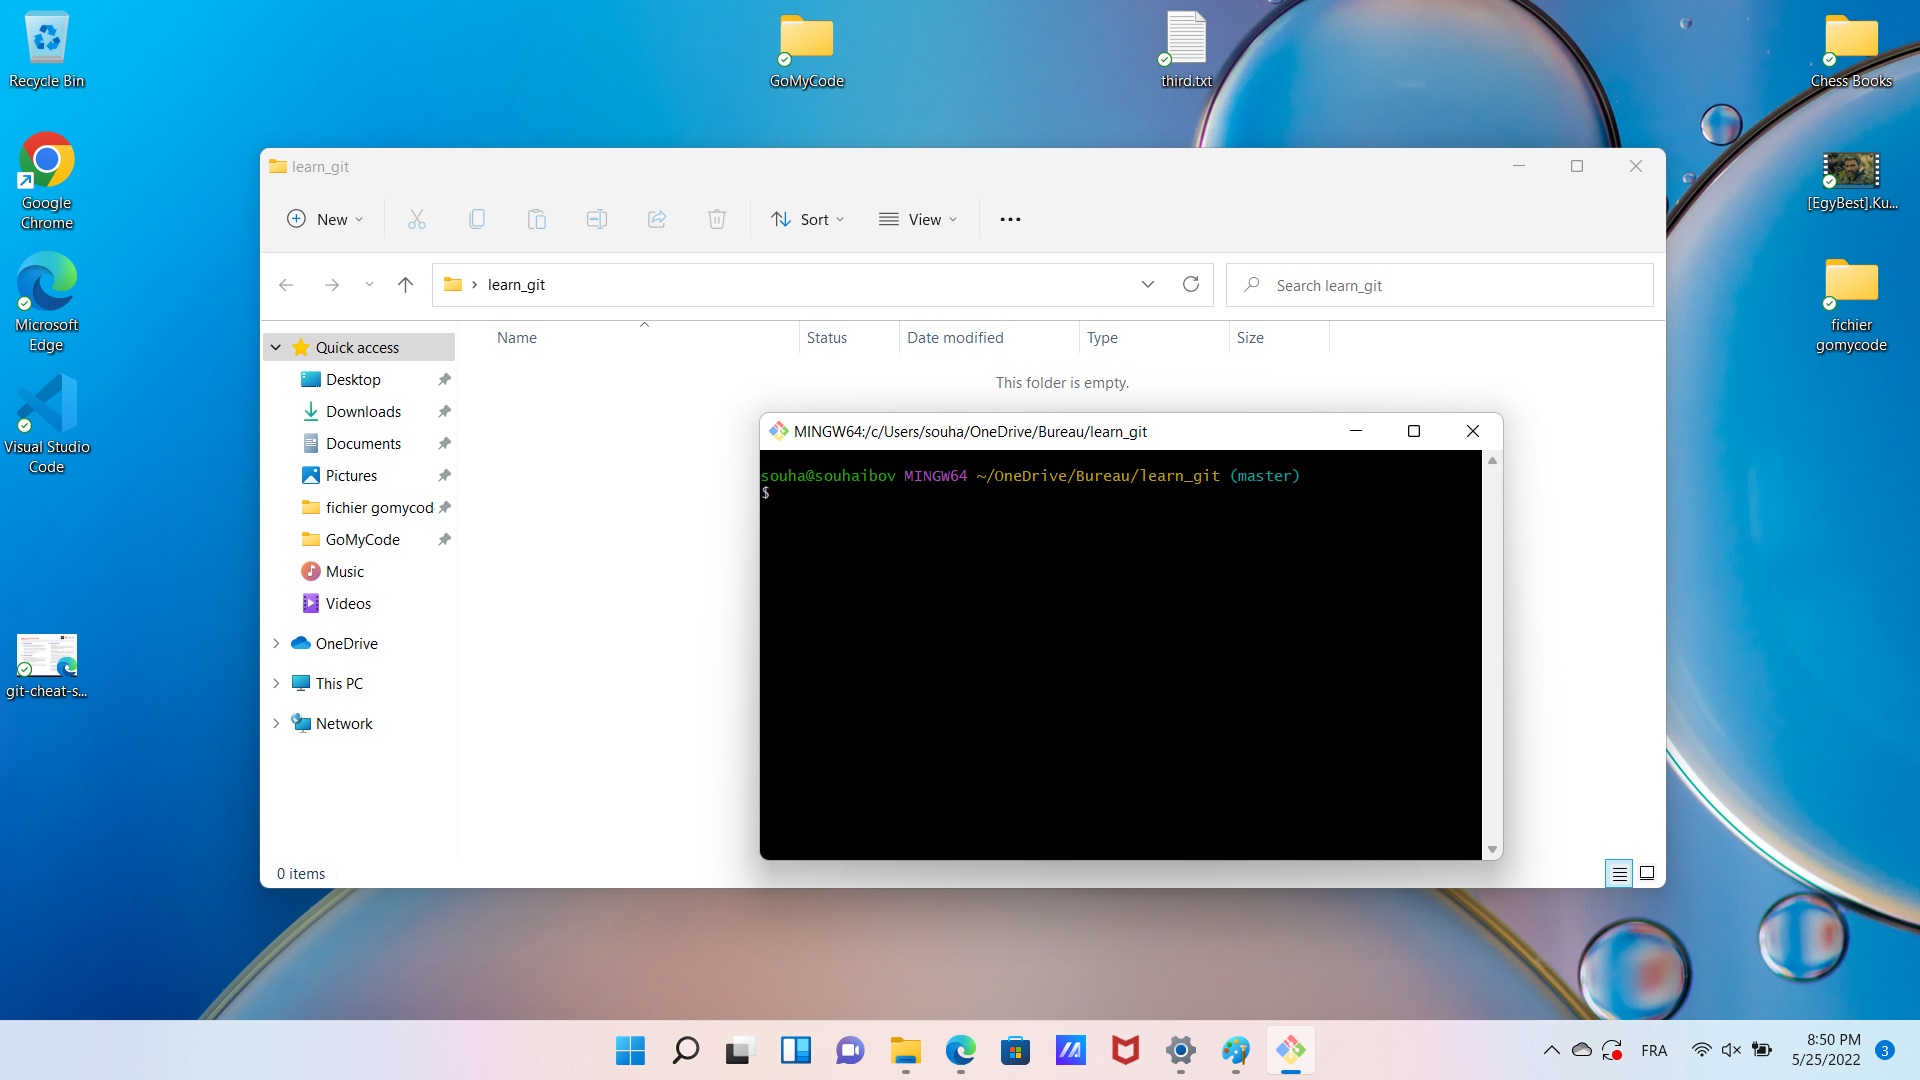 Recycle Bin
GoMyCode
third.txt
Chess Books
Google
Chrome
[EgyBest].Ku...
Microsoft
Edge
fichier
gomycode
Visual Studio
Code
git-cheat-s...
learn_git
New
Sort
View
learn_git
Search learn_git
Name
Status
Date modified
Type
Size
This folder is empty.
Quick access
Desktop
Downloads
Documents
Pictures
fichier gomycod
GoMyCode
Music
Videos
OneDrive
This PC
Network
0 items
MINGW64:/c/Users/souha/OneDrive/Bureau/learn_git
souha@souhaibov MINGW64 ~/OneDrive/Bureau/learn_git (master)
$
FRA
8:50 PM
5/25/2022
3